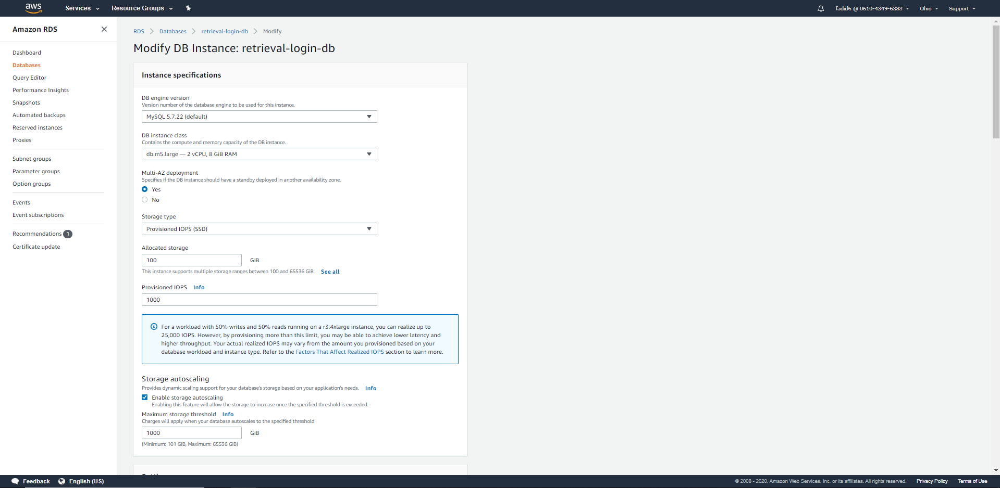 aws
Services
Resource Groups
fadid6 @ 0610-4349-6383
Ohio
Support
Amazon RDS
Dashboard
Databases
Query Editor
Performance Insights
Snapshots
Automated backups
Reserved instances
Proxies
Subnet groups
Parameter groups
Option groups
Events
Event subscriptions
Recommendations 1
Certificate update
RDS
Databases
retrieval-login-db
Modify
Modify DB Instance: retrieval-login-db
Instance specifications
DB engine version
Version number of the database engine to be used for this instance.
MySQL 5.7.22 (default)
DB instance class
Contains the compute and memory capacity of the DB instance.
db.m5.large — 2 vCPU, 8 GiB RAM
Multi-AZ deployment
Specifies if the DB instance should have a standby deployed in another availability zone.
Yes
No
Storage type
Provisioned IOPS (SSD)
Allocated storage
100 GiB
This instance supports multiple storage ranges between 100 and 65536 GiB. See all
Provisioned IOPS Info
1000
For a workload with 50% writes and 50% reads running on a r3.4xlarge instance, you can realize up to
25,000 IOPS. However, by provisioning more than this limit, you may be able to achieve lower latency and
higher throughput. Your actual realized IOPS may vary from the amount you provisioned based on your
database workload and instance type. Refer to the Factors That Affect Realized IOPS section to learn more.
Storage autoscaling
Provides dynamic scaling support for your database's storage based on your application's needs. Info
Enable storage autoscaling
Enabling this feature will allow the storage to increase once the specified threshold is exceeded.
Maximum storage threshold Info
Charges will apply when your database autoscales to the specified threshold
1000 GiB
(Minimum: 101 GiB, Maximum: 65536 GiB)
Feedback
English (US)
© 2008 - 2020, Amazon Web Services, Inc. or its affiliates. All rights reserved.
Privacy Policy
Terms of Use